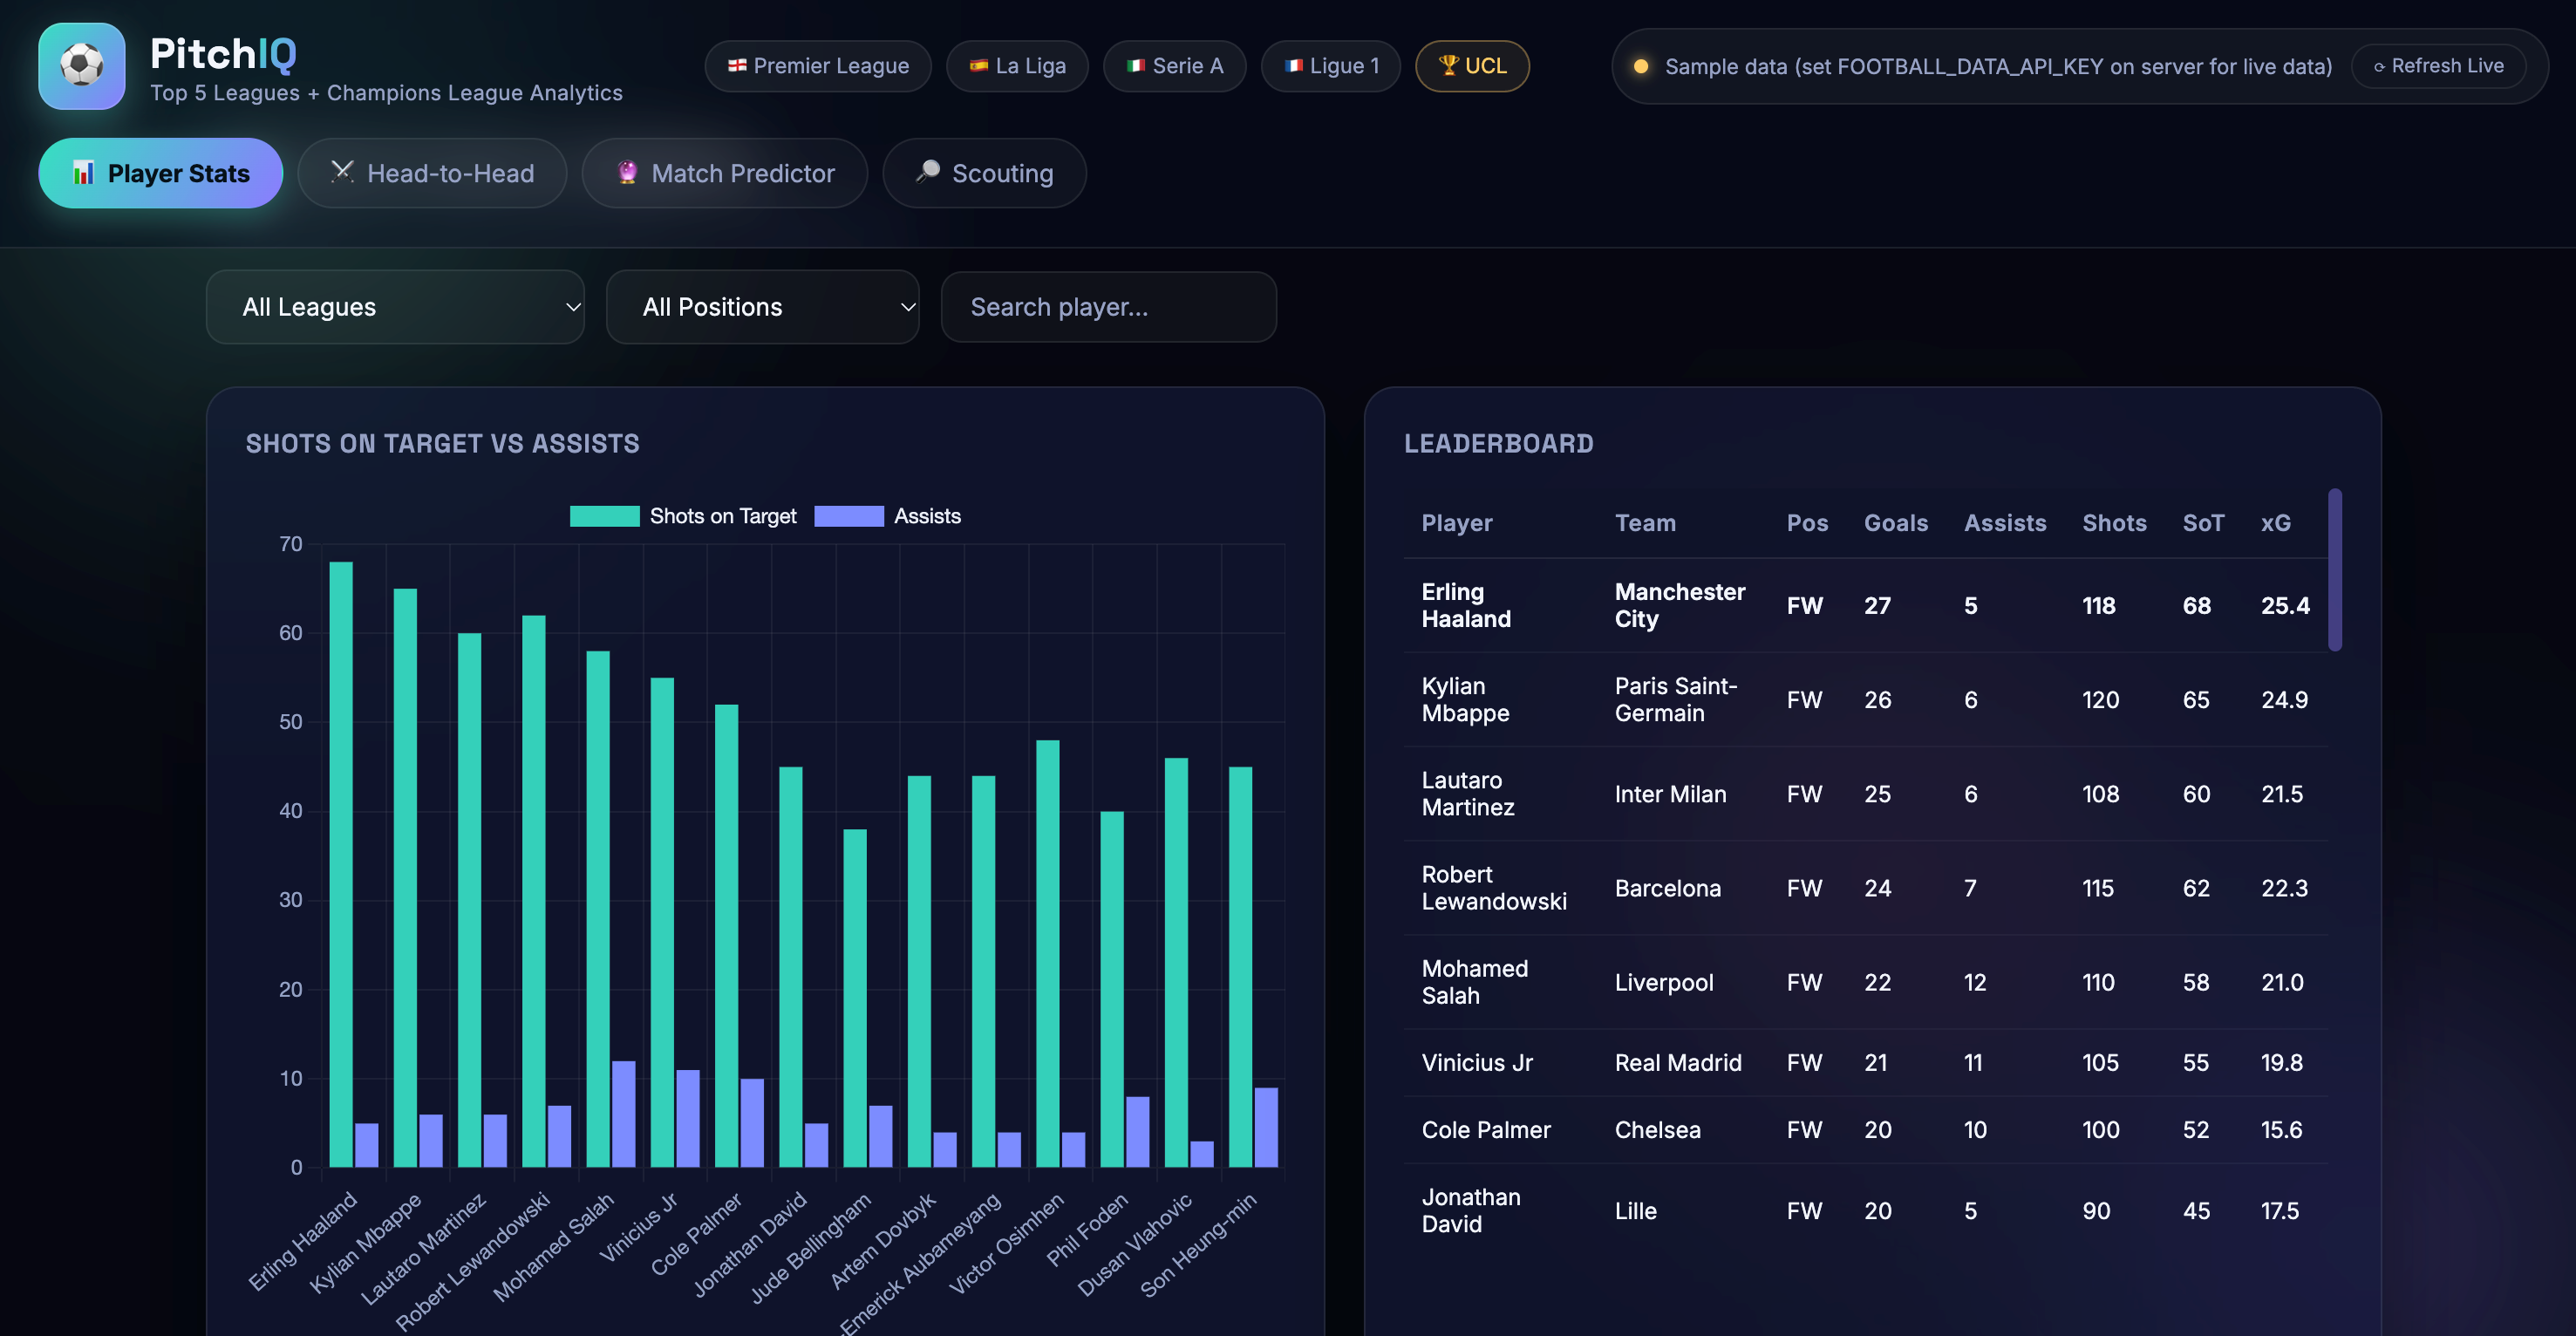 PitchIQ
Top 5 Leagues + Champions League Analytics
Premier League
La Liga
Serie A
Ligue 1
UCL
Sample data (set FOOTBALL_DATA_API_KEY on server for live data)
Refresh Live
Player Stats
Head-to-Head
Match Predictor
Scouting
All Leagues
All Positions
Search player...
SHOTS ON TARGET VS ASSISTS
Shots on Target
Assists
70
60
50
40
30
20
10
0
Erling Haaland
Kylian Mbappe
Lautaro Martinez
Robert Lewandowski
Mohamed Salah
Vinicius Jr
Cole Palmer
Jonathan David
Jude Bellingham
Artem Dovbyk
-Emerick Aubameyang
Victor Osimhen
Phil Foden
Dusan Vlahovic
Son Heung-min
LEADERBOARD
Player Team Pos Goals Assists Shots SoT xG
Erling Haaland Manchester City FW 27 5 118 68 25.4
Kylian Mbappe Paris Saint-Germain FW 26 6 120 65 24.9
Lautaro Martinez Inter Milan FW 25 6 108 60 21.5
Robert Lewandowski Barcelona FW 24 7 115 62 22.3
Mohamed Salah Liverpool FW 22 12 110 58 21.0
Vinicius Jr Real Madrid FW 21 11 105 55 19.8
Cole Palmer Chelsea FW 20 10 100 52 15.6
Jonathan David Lille FW 20 5 90 45 17.5